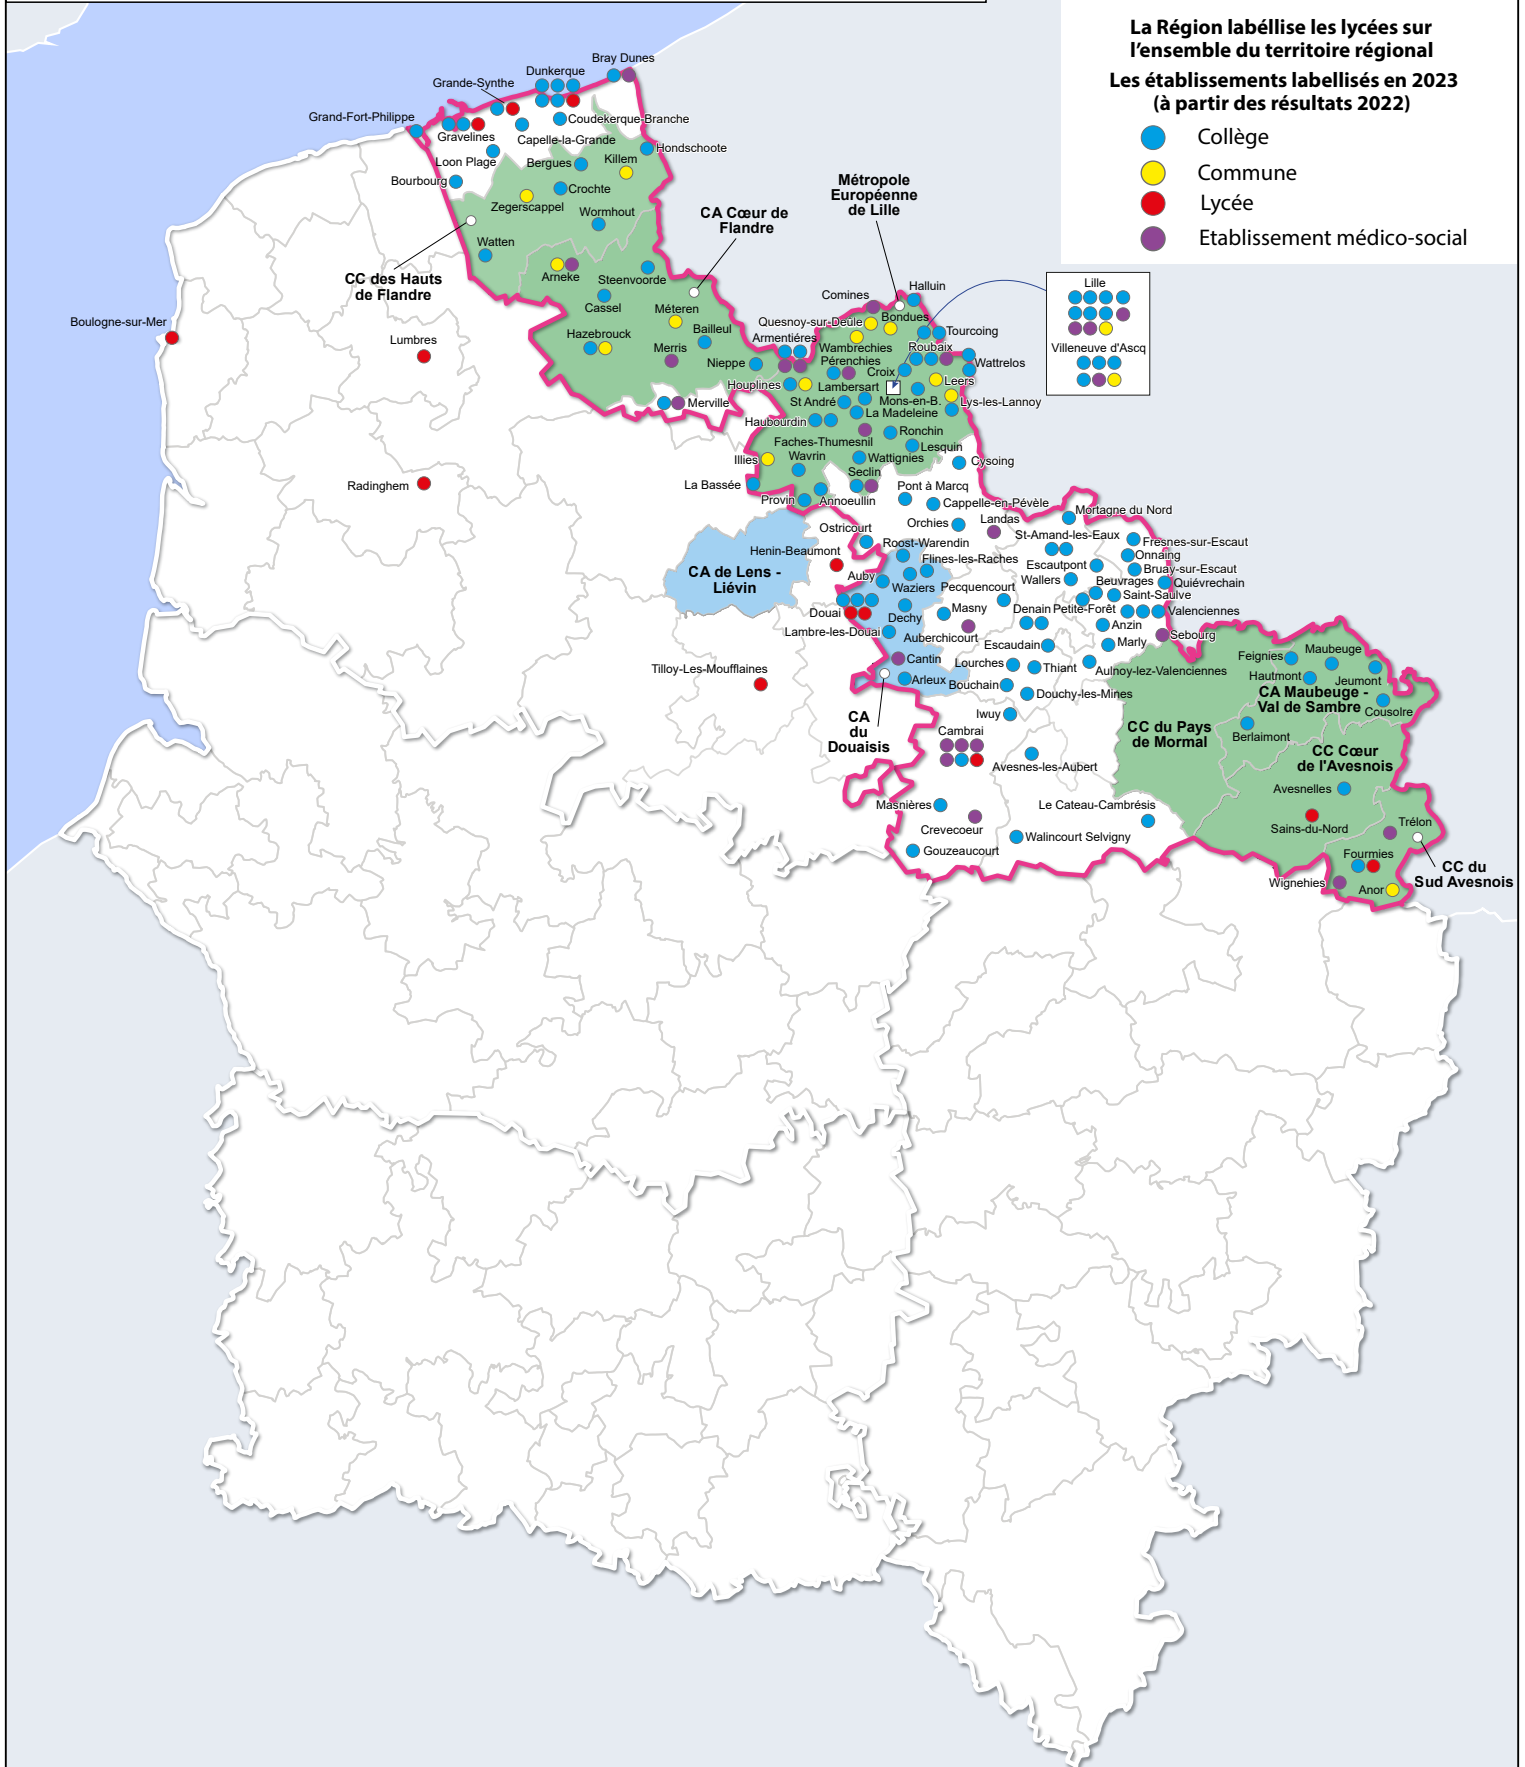 La Région labéllise les lycées sur
l'ensemble du territoire régional
Les établissements labellisés en 2023
(à partir des résultats 2022)
Collège
Commune
Lycée
Etablissement médico-social
Bray Dunes
Dunkerque
Grande-Synthe
Grand-Fort-Philippe
Gravelines
Coudekerque-Branche
Capelle-la-Grande
Loon Plage
Hondschoote
Bergues
Killem
Bourbourg
Crochte
Zegerscappel
Wormhout
Watten
CC des Hauts
de Flandre
CA Cœur de
Flandre
Métropole
Européenne
de Lille
Arneke
Steenvoorde
Cassel
Méteren
Hazebrouck
Bailleul
Merris
Nieppe
Merville
Boulogne-sur-Mer
Lumbres
Radinghem
Comines
Halluin
Quesnoy-sur-Deûle
Bondues
Tourcoing
Armentiéres
Wambrechies
Roubaix
Pérenchies
Croix
Wattrelos
Houplines
Lambersart
Leers
St André
Mons-en-B.
Lys-les-Lannoy
La Madeleine
Haubourdin
Ronchin
Faches-Thumesnil
Lesquin
Illies
Wavrin
Wattignies
Cysoing
Seclin
La Bassée
Provin
Annoeullin
Lille
Villeneuve d'Ascq
Pont à Marcq
Cappelle-en-Pévèle
Orchies
Landas
Mortagne du Nord
Ostricourt
St-Amand-les-Eaux
Fresnes-sur-Escaut
Roost-Warendin
Onnaing
Henin-Beaumont
Flines-les-Raches
Escautpont
Bruay-sur-Escaut
CA de Lens -
Liévin
Auby
Waziers
Pecquencourt
Wallers
Beuvrages
Quiévrechain
Saint-Saulve
Douai
Dechy
Masny
Denain
Petite-Forêt
Valenciennes
Lambre-les-Douai
Auberchicourt
Anzin
Sebourg
Escaudain
Marly
Cantin
Lourches
Thiant
Aulnoy-lez-Valenciennes
Arleux
Bouchain
Douchy-les-Mines
Tilloy-Les-Moufflaines
CA
du
Douaisis
Iwuy
Cambrai
Avesnes-les-Aubert
Masnières
Crevecoeur
Le Cateau-Cambrésis
Gouzeaucourt
Walincourt Selvigny
Feignies
Maubeuge
Hautmont
Jeumont
CA Maubeuge -
Val de Sambre
Cousolre
CC du Pays
de Mormal
Berlaimont
CC Cœur
de l'Avesnois
Avesnelles
Sains-du-Nord
Trélon
Fourmies
CC du
Sud Avesnois
Wignehies
Anor